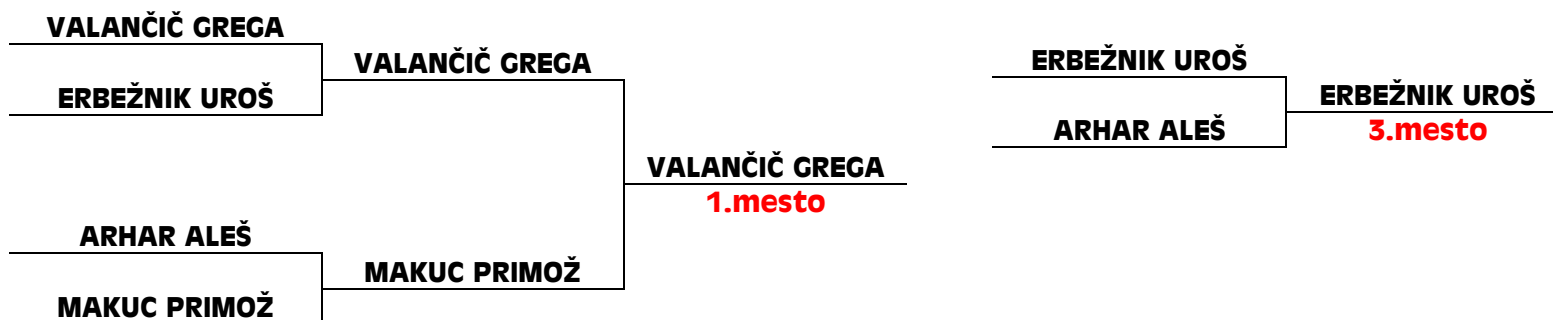 VALANČIČ GREGA
ERBEŽNIK UROŠ
VALANČIČ GREGA
VALANČIČ GREGA
1.mesto
ARHAR ALEŠ
MAKUC PRIMOŽ
MAKUC PRIMOŽ
ERBEŽNIK UROŠ
ARHAR ALEŠ
ERBEŽNIK UROŠ
3.mesto